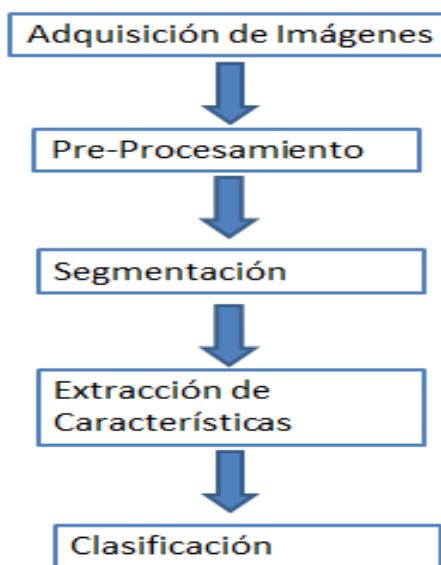 Adquisición de Imágenes
Pre-Procesamiento
Segmentación
Extracción de
Características
Clasificación